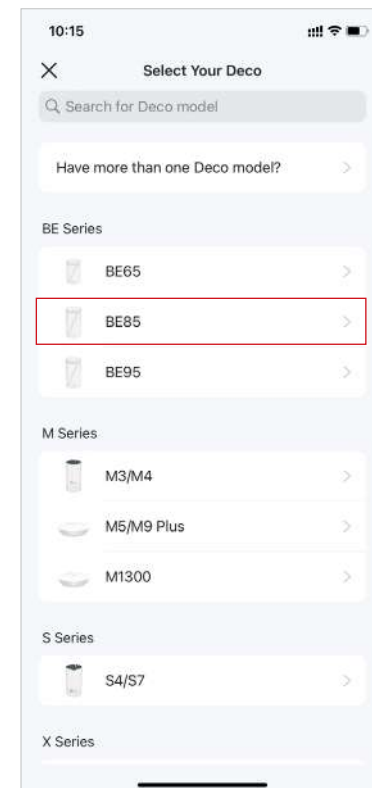 10:15
Select Your Deco
Search for Deco model
Have more than one Deco model?
BE Series
BE65
BE85
BE95
M Series
M3/M4
M5/M9 Plus
M1300
S Series
S4/S7
X Series